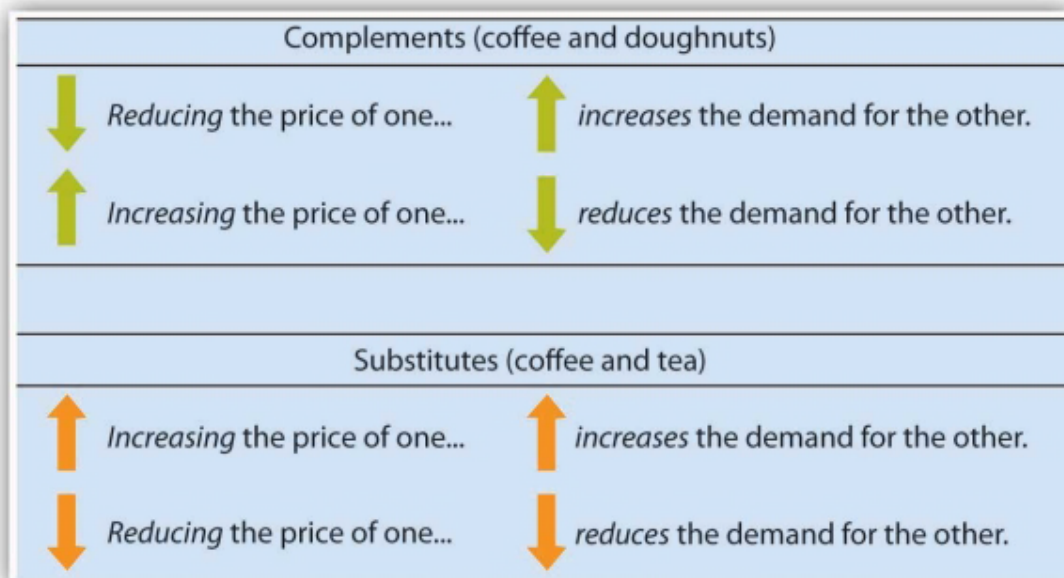 Complements (coffee and doughnuts)
Reducing the price of one... increases the demand for the other.
Increasing the price of one... reduces the demand for the other.
Substitutes (coffee and tea)
Increasing the price of one... increases the demand for the other.
Reducing the price of one... reduces the demand for the other.